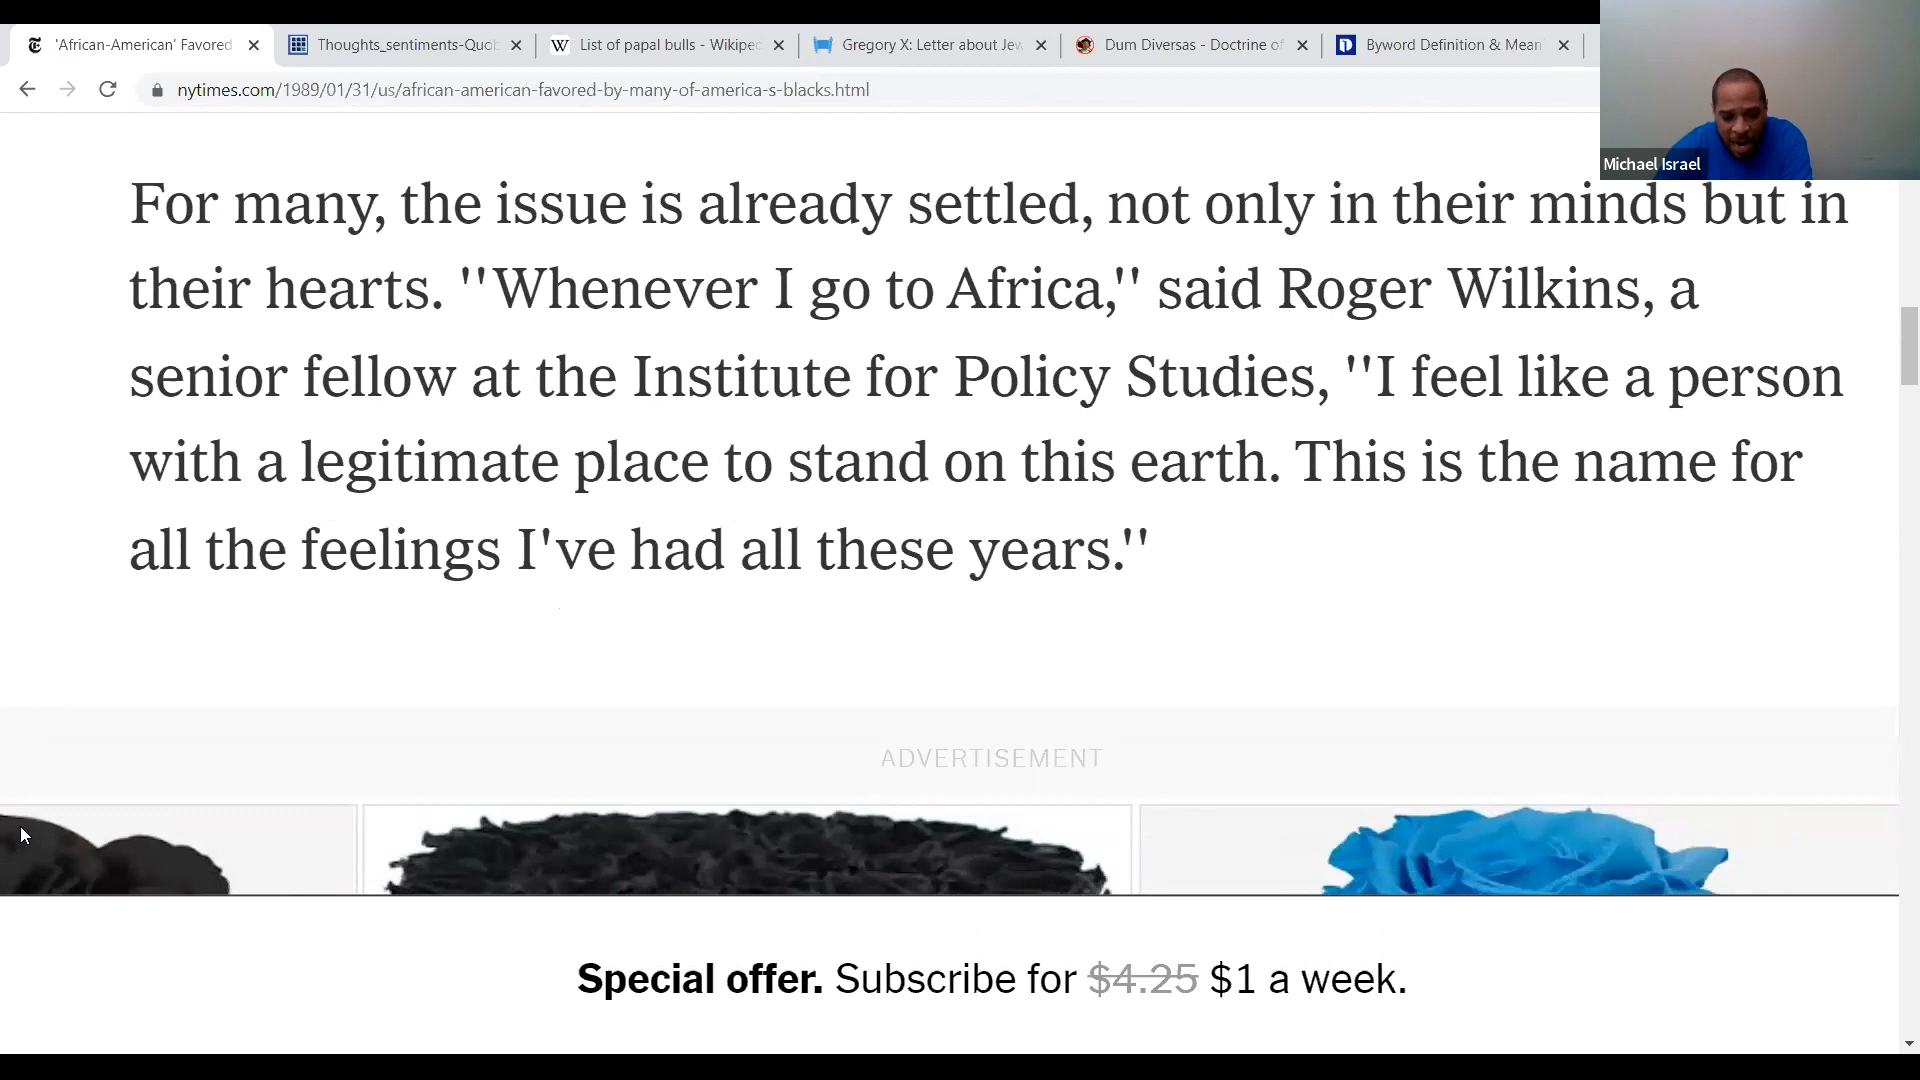 'African-American' Favored
Thoughts_sentiments-Quob
W List of papal bulls - Wikiped
Gregory X: Letter about Jew
Dum Diversas - Doctrine of
Byword Definition & Mean
nytimes.com/1989/01/31/us/african-american-favored-by-many-of-america-s-blacks.html
Michael Israel
For many, the issue is already settled, not only in their minds but in
their hearts. ''Whenever I go to Africa,'' said Roger Wilkins, a
senior fellow at the Institute for Policy Studies, ''I feel like a person
with a legitimate place to stand on this earth. This is the name for
all the feelings I've had all these years.''
ADVERTISEMENT
Special offer. Subscribe for $4.25 $1 a week.